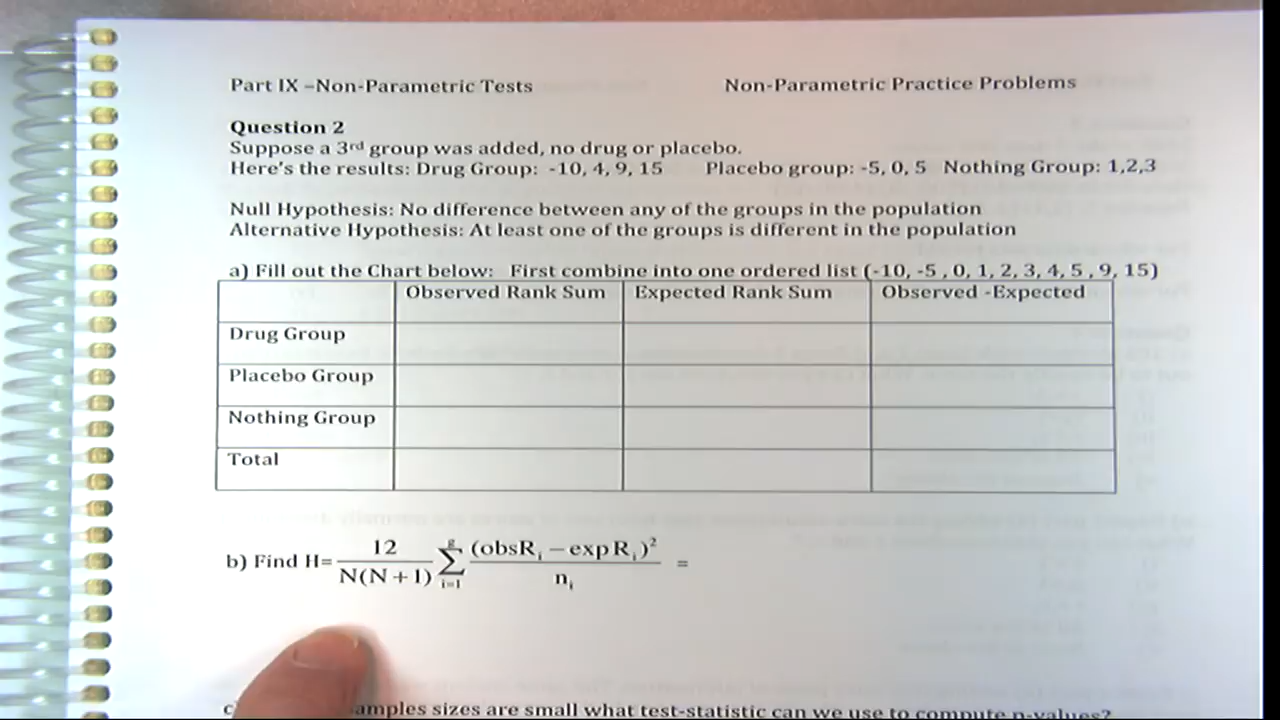 Part IX –Non-Parametric Tests Non-Parametric Practice Problems
Question 2
Suppose a 3rd group was added, no drug or placebo.
Here's the results: Drug Group: -10, 4, 9, 15 Placebo group: -5, 0, 5 Nothing Group: 1,2,3
Null Hypothesis: No difference between any of the groups in the population
Alternative Hypothesis: At least one of the groups is different in the population
a) Fill out the Chart below: First combine into one ordered list (-10, -5 , 0, 1, 2, 3, 4, 5 , 9, 15)
Observed Rank Sum Expected Rank Sum Observed -Expected
Drug Group
Placebo Group
Nothing Group
Total
b) Find H= 12 / N(N+1) Σ i=1 g (obsR_i – exp R_i)² / n_i =
amples sizes are small what test-statistic can we use to compute p-values?